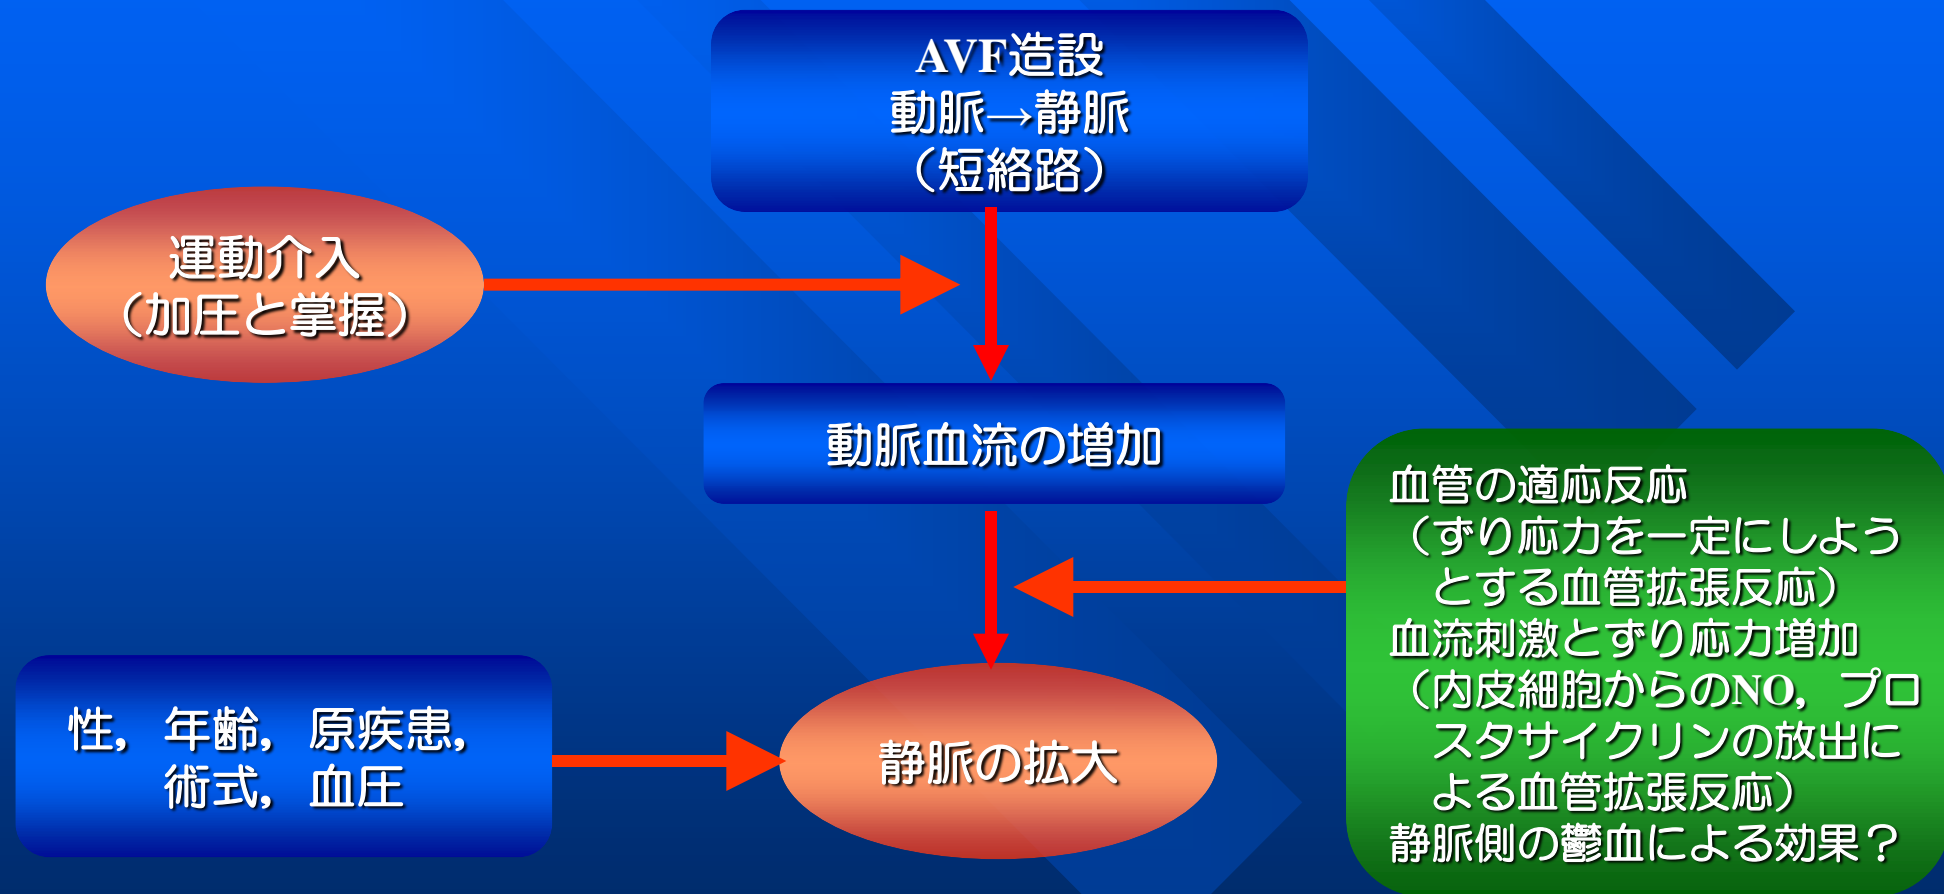 AVF造設
動脈→静脈
（短絡路）
運動介入
（加圧と掌握）
動脈血流の増加
血管の適応反応
（ずり応力を一定にしよう
とする血管拡張反応）
血流刺激とずり応力増加
（内皮細胞からのNO，プロ
スタサイクリンの放出に
よる血管拡張反応）
静脈側の鬱血による効果？
性，年齢，原疾患，
術式，血圧
静脈の拡大